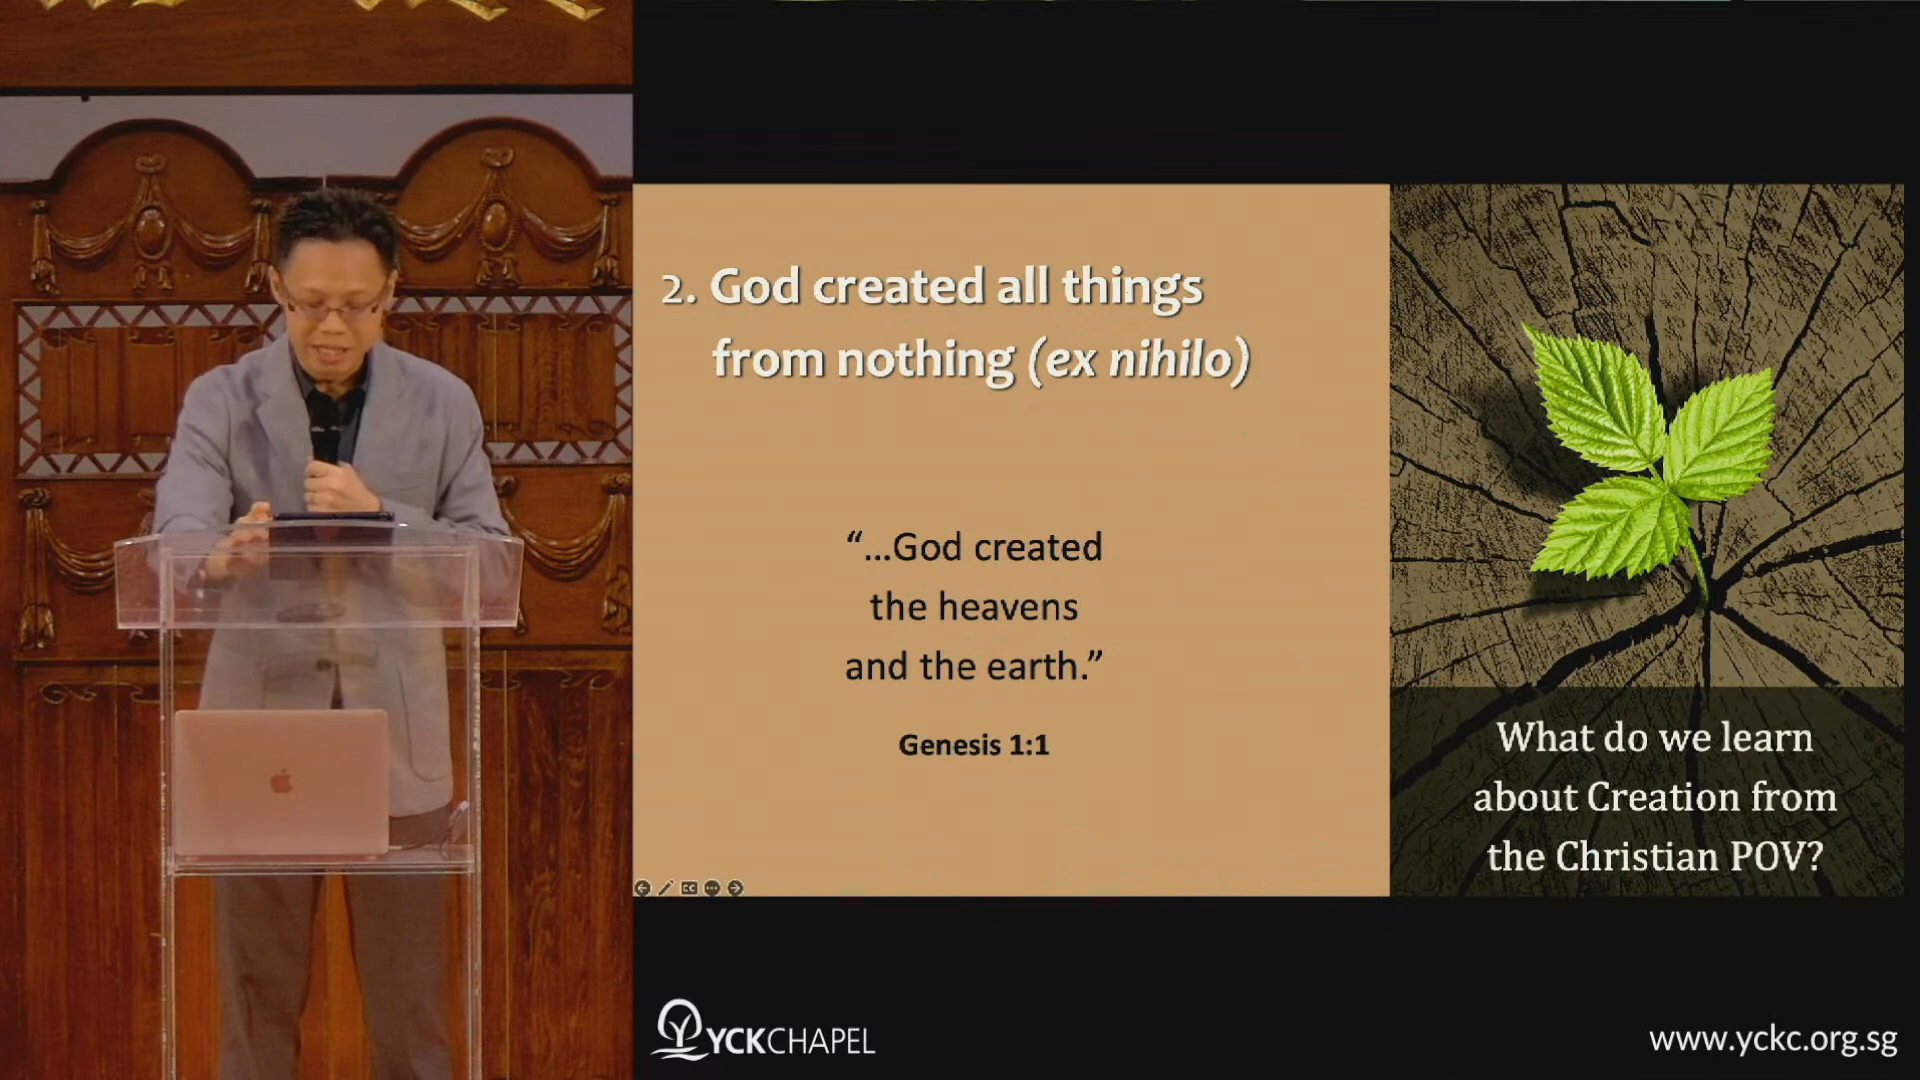 2. God created all things
from nothing (ex nihilo)
“...God created
the heavens
and the earth.”
Genesis 1:1
What do we learn
about Creation from
the Christian POV?
YCKCHAPEL
www.yckc.org.sg